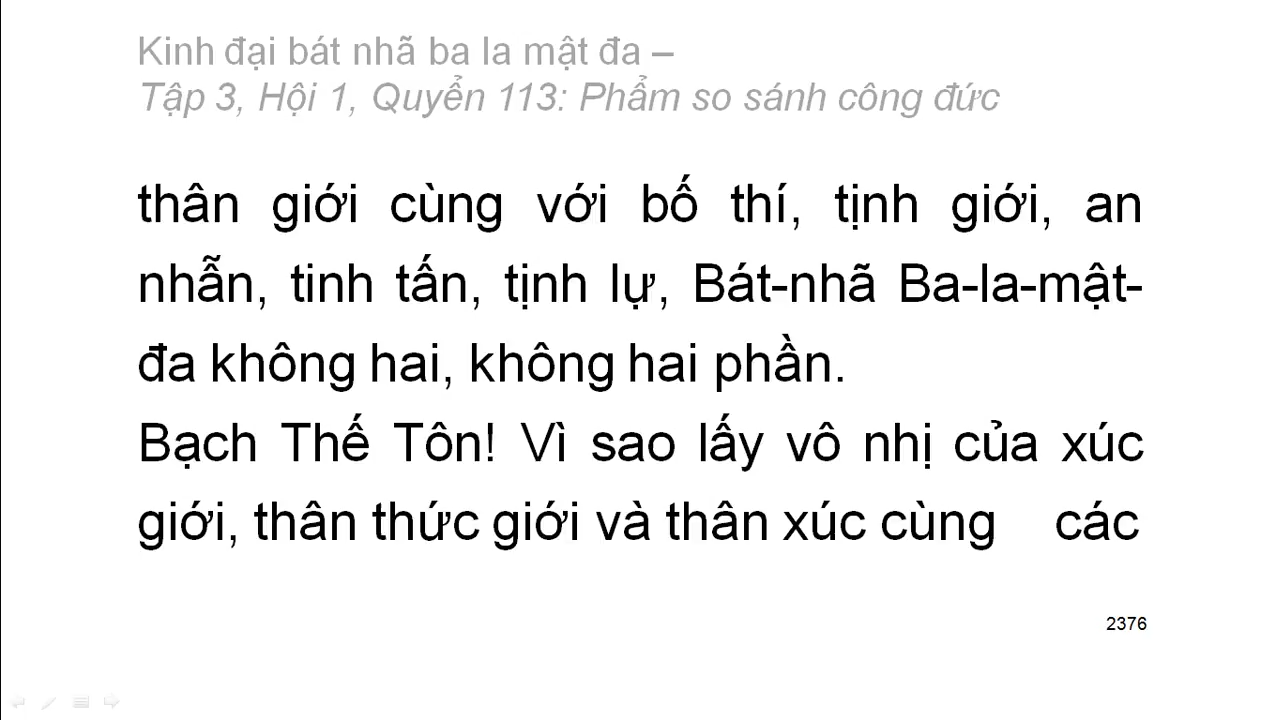 Kinh đại bát nhã ba la mật đa –
Tập 3, Hội 1, Quyển 113: Phẩm so sánh công đức
thân giới cùng với bố thí, tịnh giới, an
nhẫn, tinh tấn, tịnh lự, Bát-nhã Ba-la-mật-
đa không hai, không hai phần.
Bạch Thế Tôn! Vì sao lấy vô nhị của xúc
giới, thân thức giới và thân xúc cùng các
2376